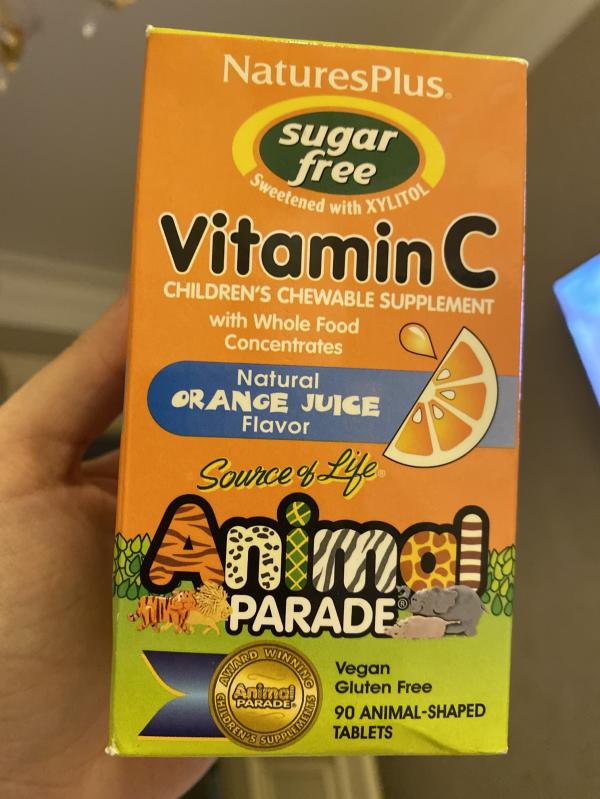 NaturesPlus®
sugar
free
Sweetened with XYLITOL
Vitamin C
CHILDREN'S CHEWABLE SUPPLEMENT
with Whole Food
Concentrates
Natural
ORANGE JUICE
Flavor
Source of Life®
Animal
PARADE®
AWARD WINNING
Animal
PARADE®
CHILDREN'S SUPPLEMENTS
Vegan
Gluten Free
90 ANIMAL-SHAPED
TABLETS